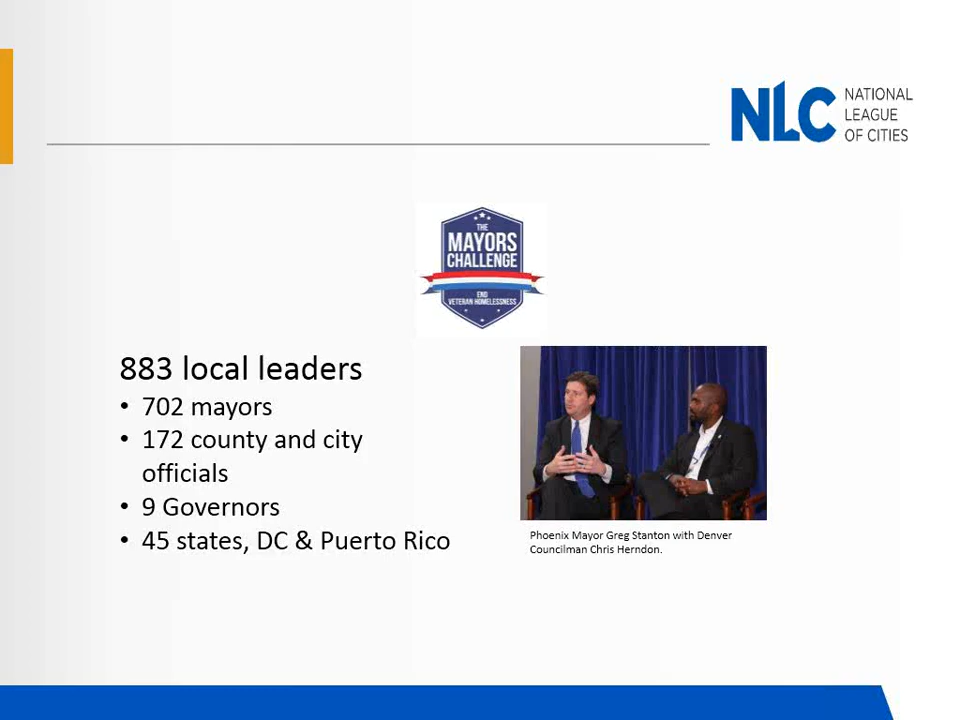 NLC NATIONAL
LEAGUE
OF CITIES
THE
MAYORS
CHALLENGE
END
VETERAN HOMELESSNESS
883 local leaders
• 702 mayors
• 172 county and city
officials
• 9 Governors
• 45 states, DC & Puerto Rico
Phoenix Mayor Greg Stanton with Denver
Councilman Chris Herndon.